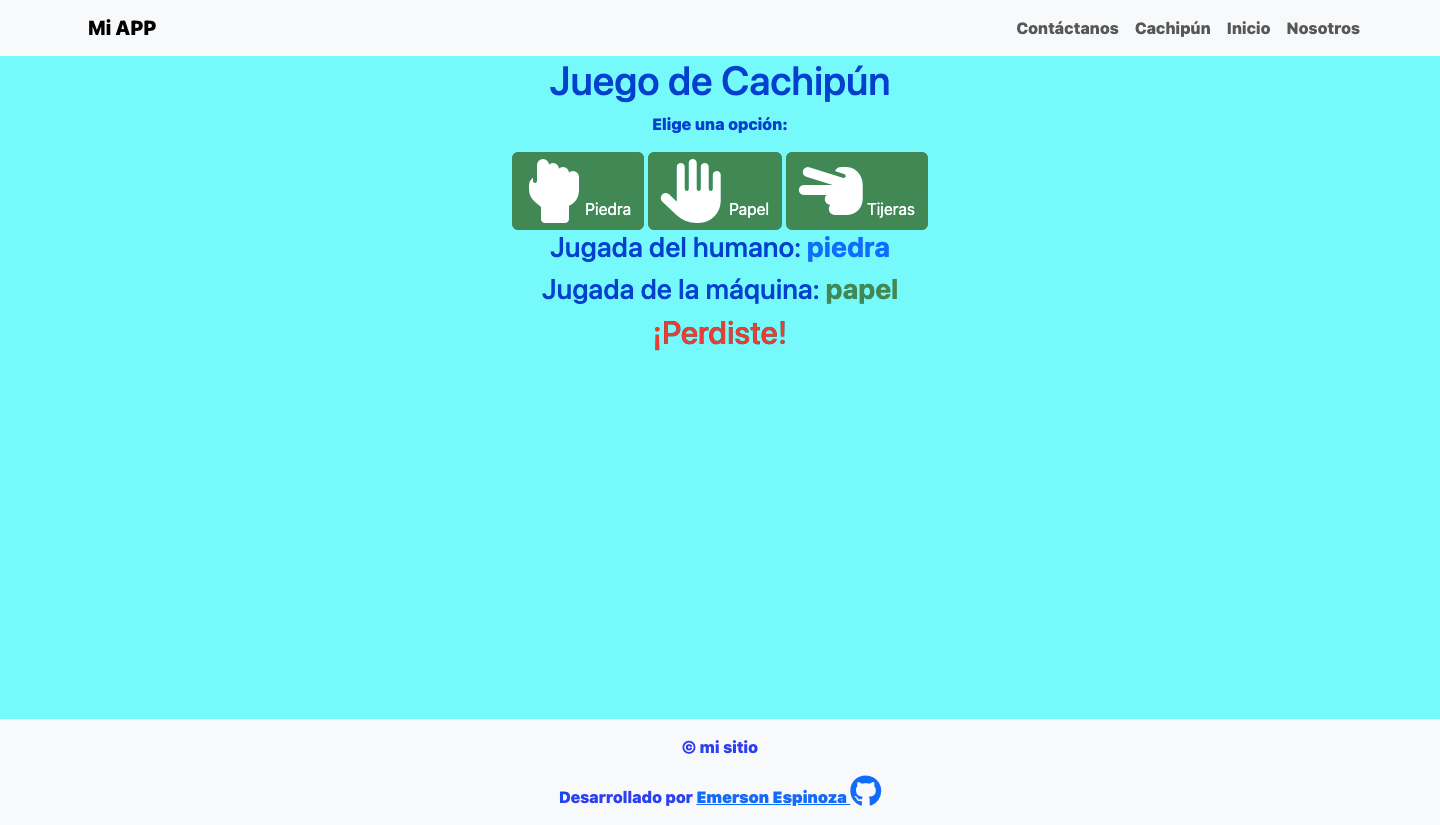 Mi APP
Contáctanos Cachipún Inicio Nosotros
Juego de Cachipún
Elige una opción:
Piedra Papel Tijeras
Jugada del humano: piedra
Jugada de la máquina: papel
¡Perdiste!
© mi sitio
Desarrollado por Emerson Espinoza